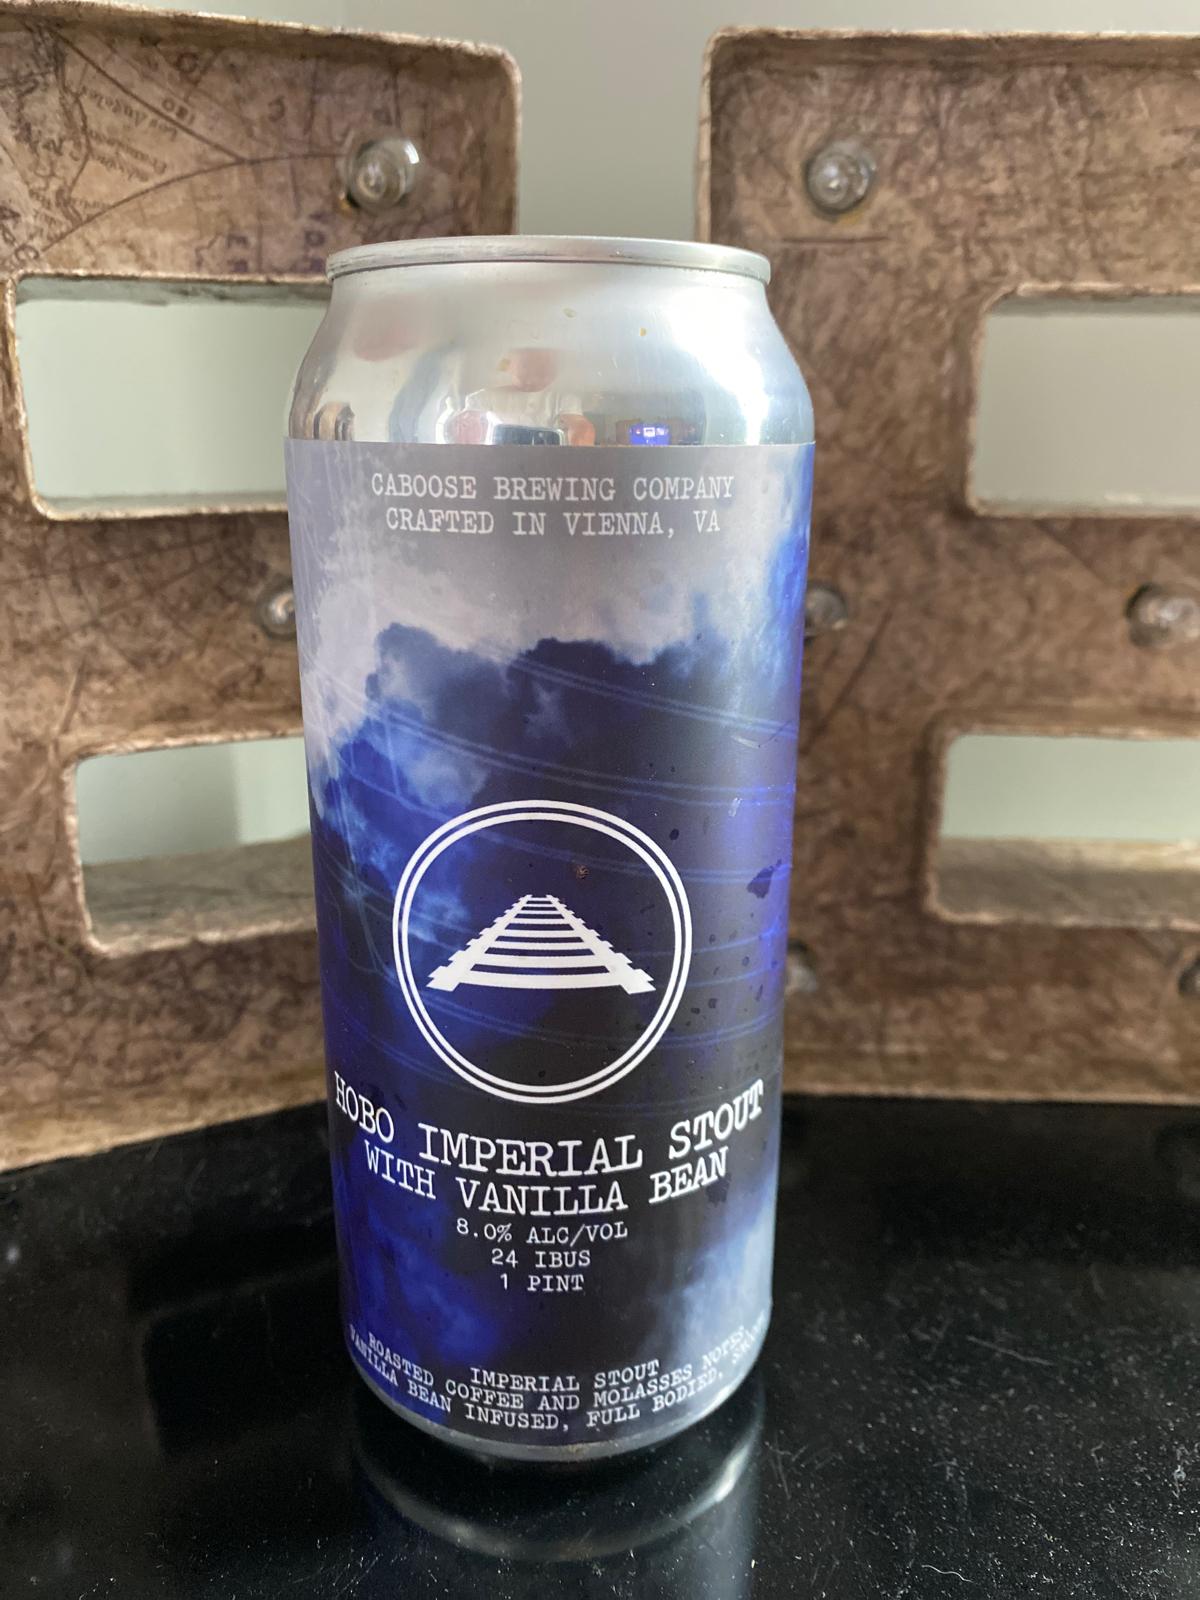 CABOOSE BREWING COMPANY
CRAFTED IN VIENNA, VA
HOBO IMPERIAL STOUT
WITH VANILLA BEAN
8.0% ALC/VOL
24 IBUS
1 PINT
IMPERIAL STOUT
ROASTED COFFEE AND MOLASSES NOTES
VANILLA BEAN INFUSED, FULL BODIED,